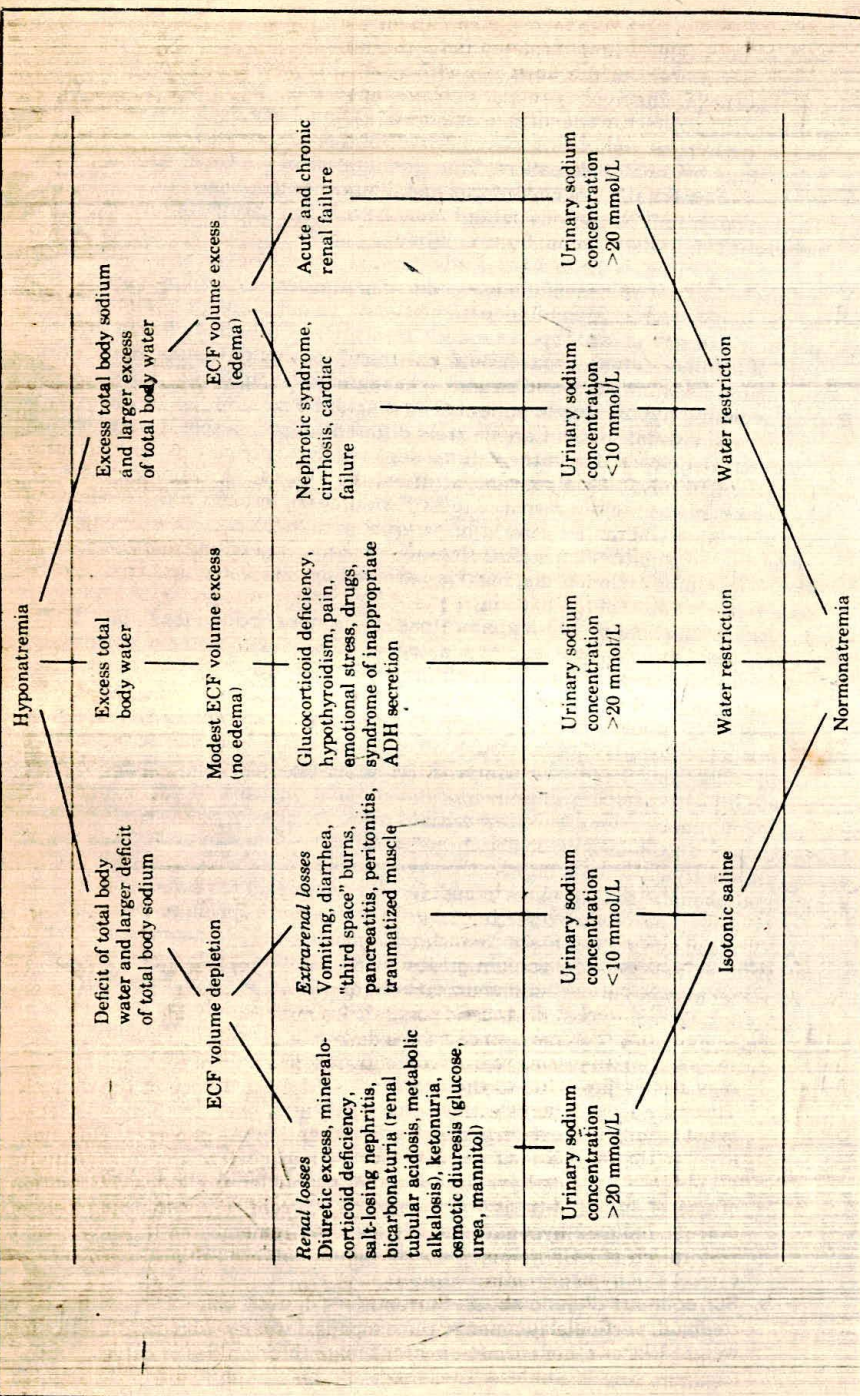 Hyponatremia
Deficit of total body
water and larger deficit
of total body sodium
Excess total
body water
Excess total body sodium
and larger excess
of total body water
ECF volume depletion
Modest ECF volume excess
(no edema)
ECF volume excess
(edema)
Renal losses
Diuretic excess, mineralo-
corticoid deficiency,
salt-losing nephritis,
bicarbonaturia (renal
tubular acidosis, metabolic
alkalosis), ketonuria,
osmotic diuresis (glucose,
urea, mannitol)
Extrarenal losses
Vomiting, diarrhea,
"third space" burns,
pancreatitis, peritonitis,
traumatized muscle
Glucocorticoid deficiency,
hypothyroidism, pain,
emotional stress, drugs,
syndrome of inappropriate
ADH secretion
Nephrotic syndrome,
cirrhosis, cardiac
failure
Acute and chronic
renal failure
Urinary sodium
concentration
>20 mmol/L
Urinary sodium
concentration
<10 mmol/L
Urinary sodium
concentration
>20 mmol/L
Urinary sodium
concentration
<10 mmol/L
Urinary sodium
concentration
>20 mmol/L
Isotonic saline
Water restriction
Water restriction
Normonatremia